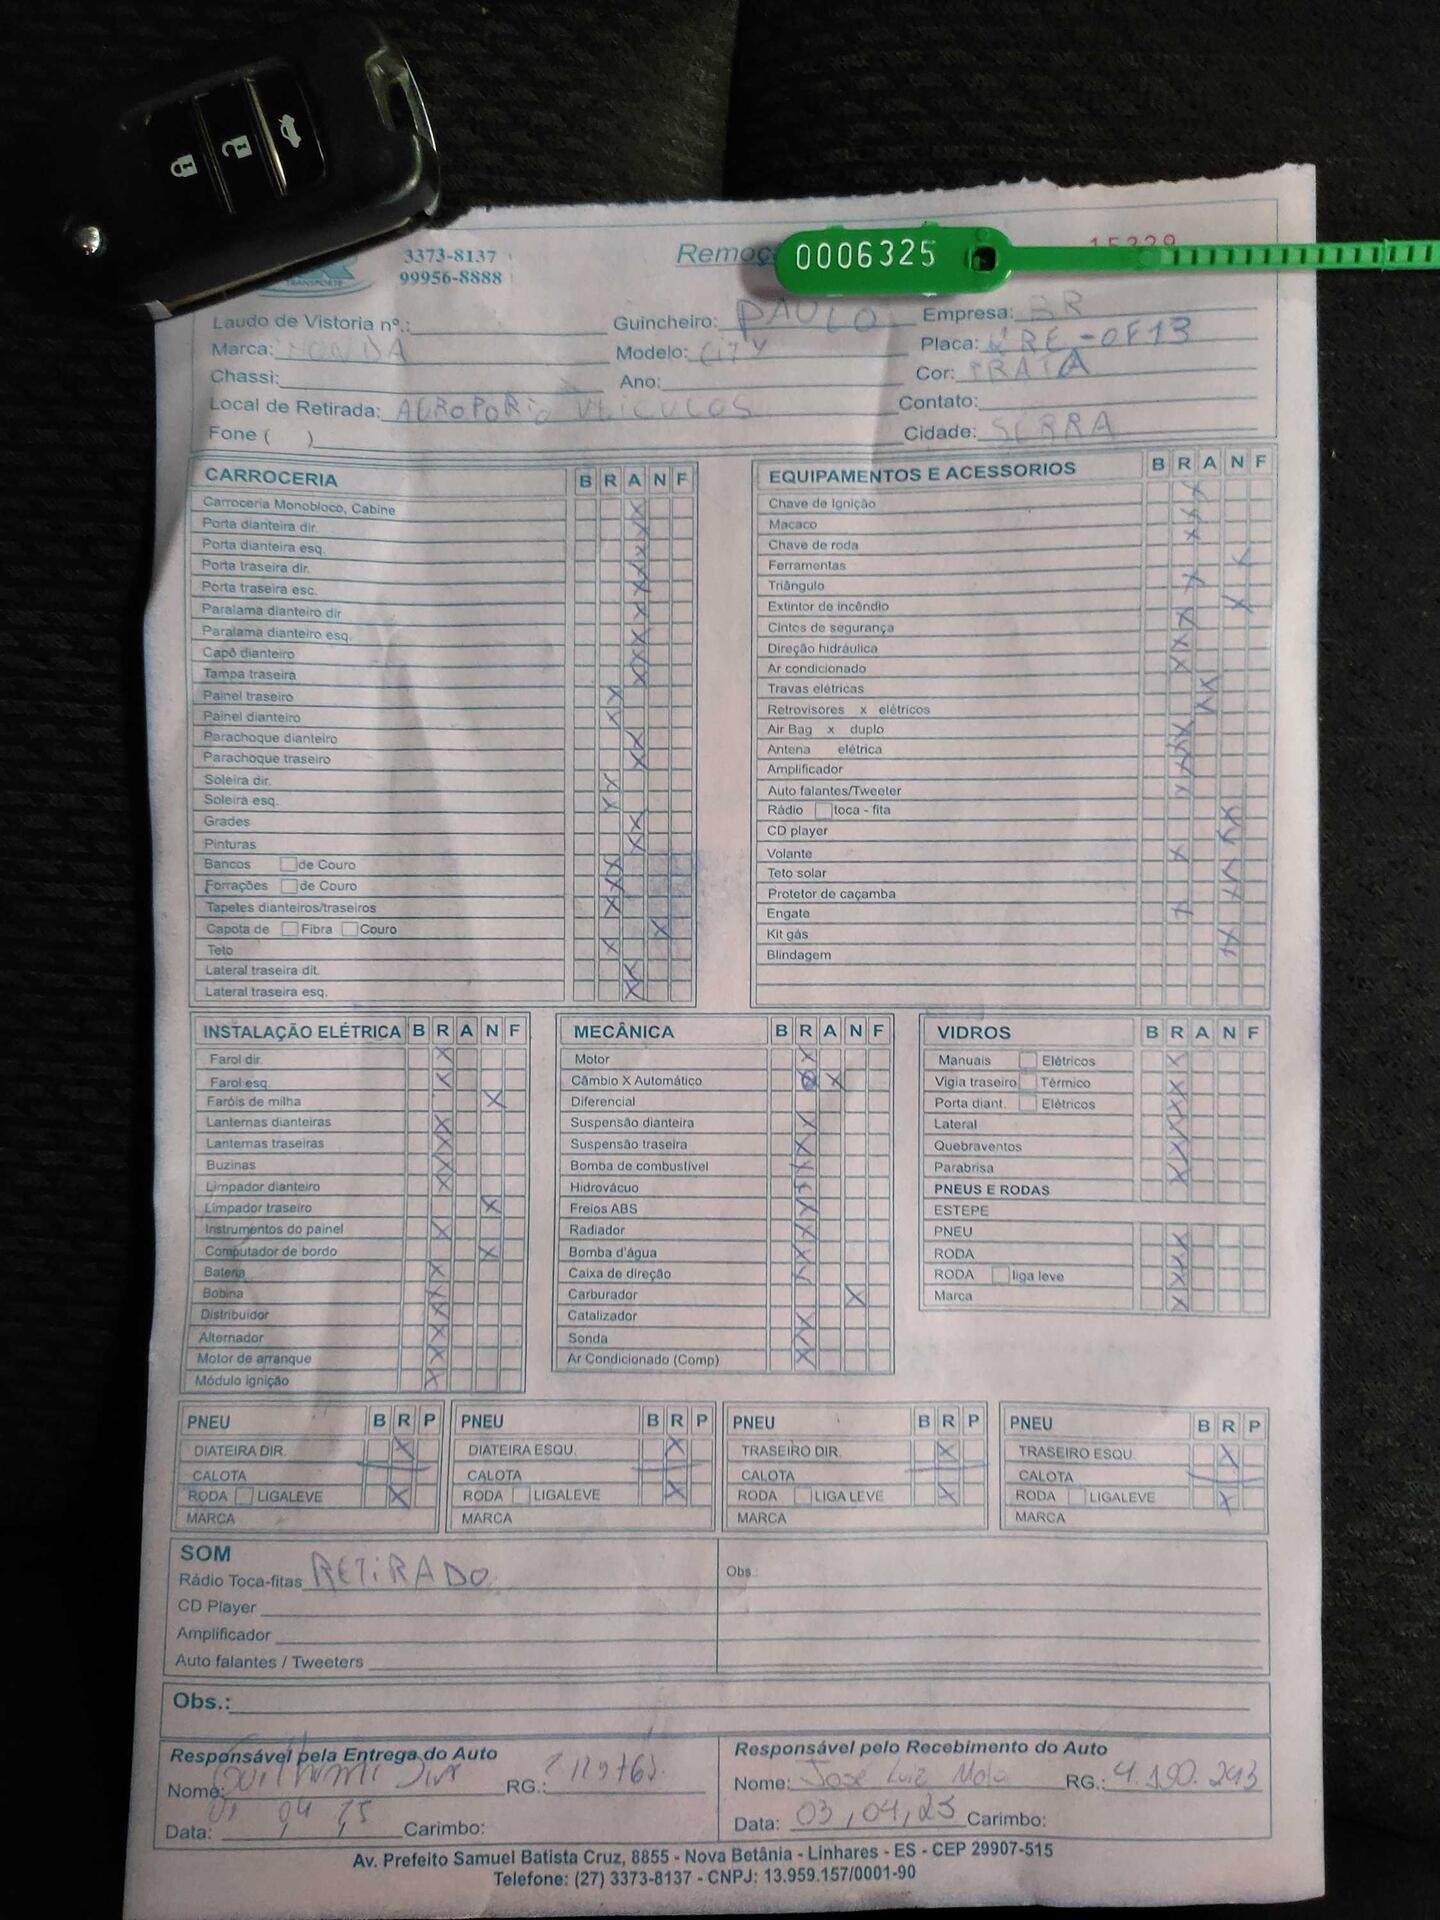 3373-8137
99956-8888
TRANSPORTE
Remoç
0006325
15229
Laudo de Vistoria nº.: Guincheiro: PAULO Empresa: BR
Marca: HONDA Modelo: CITY Placa: RE-0F13
Chassi: Ano: Cor: PRATA
Local de Retirada: AEROPORTO VEICULOS Contato:
Fone ( ) Cidade: SERRA
CARROCERIA B R A N F
Carroceria Monobloco, Cabine X
Porta dianteira dir. X
Porta dianteira esq. X
Porta traseira dir. X
Porta traseira esc. X
Paralama dianteiro dir X
Paralama dianteiro esq. X
Capô dianteiro X
Tampa traseira X
Painel traseiro X
Painel dianteiro X
Parachoque dianteiro X
Parachoque traseiro X
Soleira dir. X
Soleira esq. X
Grades X
Pinturas X
Bancos de Couro X
Forrações de Couro X
Tapetes dianteiros/traseiros X
Capota de Fibra Couro X
Teto X
Lateral traseira dit. X
Lateral traseira esq. X
EQUIPAMENTOS E ACESSORIOS B R A N F
Chave de Ignição X
Macaco X
Chave de roda X
Ferramentas X
Triângulo X
Extintor de incêndio X
Cintos de segurança X
Direção hidráulica X
Ar condicionado X
Travas elétricas X
Retrovisores x elétricos X
Air Bag x duplo X
Antena elétrica X
Amplificador X
Auto falantes/Tweeter X
Rádio toca - fita X
CD player X
Volante X
Teto solar X
Protetor de caçamba X
Engate X
Kit gás X
Blindagem X
INSTALAÇÃO ELÉTRICA B R A N F
Farol dir. X
Farol esq. X
Faróis de milha X
Lanternas dianteiras X
Lanternas traseiras X
Buzinas X
Limpador dianteiro X
Limpador traseiro X
Instrumentos do painel X
Computador de bordo X
Bateria X
Bobina X
Distribuidor X
Alternador X
Motor de arranque X
Módulo ignição X
MECÂNICA B R A N F
Motor X
Câmbio X Automático X
Diferencial
Suspensão dianteira X
Suspensão traseira X
Bomba de combustível X
Hidrovácuo X
Freios ABS X
Radiador X
Bomba d'água X
Caixa de direção X
Carburador X
Catalizador X
Sonda X
Ar Condicionado (Comp) X
VIDROS B R A N F
Manuais Elétricos X
Vigia traseiro Térmico X
Porta diant. Elétricos X
Lateral X
Quebraventos X
Parabrisa X
PNEUS E RODAS
ESTEPE
PNEU X
RODA X
RODA liga leve X
Marca X
PNEU B R P
DIATEIRA DIR. X
CALOTA
RODA LIGALEVE X
MARCA
PNEU B R P
DIATEIRA ESQU. X
CALOTA
RODA LIGALEVE X
MARCA
PNEU B R P
TRASEIRO DIR. X
CALOTA
RODA LIGA LEVE X
MARCA
PNEU B R P
TRASEIRO ESQU. X
CALOTA
RODA LIGALEVE X
MARCA
SOM
Rádio Toca-fitas RETIRADO
CD Player
Amplificador
Auto falantes / Tweeters
Obs.:
Obs.:
Responsável pela Entrega do Auto
Nome: RG.:
Data: 04 25 Carimbo:
Responsável pelo Recebimento do Auto
Nome: Jose Luiz RG.: 4.190.293
Data: 03,04,25 Carimbo:
Av. Prefeito Samuel Batista Cruz, 8855 - Nova Betânia - Linhares - ES - CEP 29907-515
Telefone: (27) 3373-8137 - CNPJ: 13.959.157/0001-90